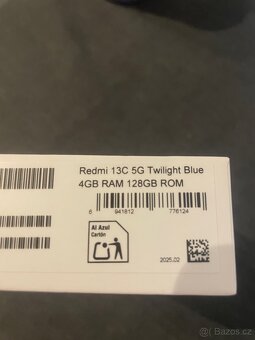 Redmi 13C 5G Twilight Blue
4GB RAM 128GB ROM
6 941812 776124
Al Azul
Cartón
2025.02
Bazos.cz